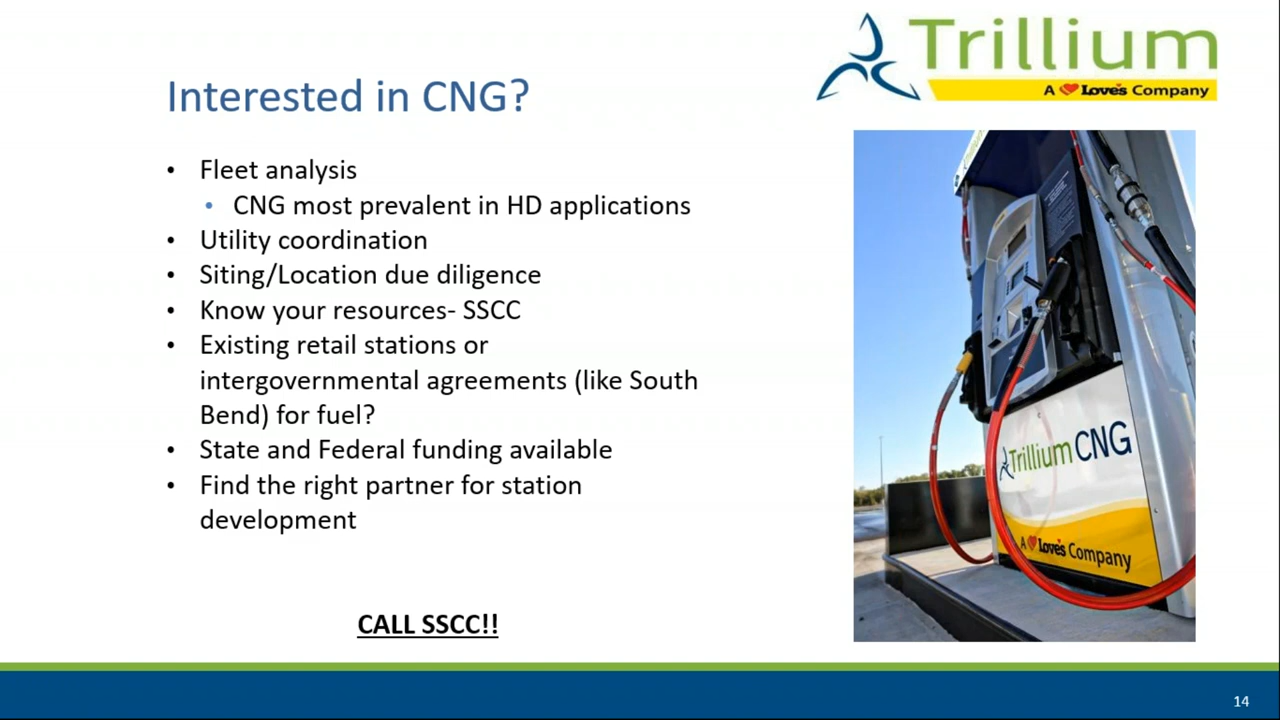 Trillium
A Love's Company
Interested in CNG?
• Fleet analysis
• CNG most prevalent in HD applications
• Utility coordination
• Siting/Location due diligence
• Know your resources- SSCC
• Existing retail stations or
intergovernmental agreements (like South
Bend) for fuel?
• State and Federal funding available
• Find the right partner for station
development
CALL SSCC!!
Trillium CNG
A Love's Company
14